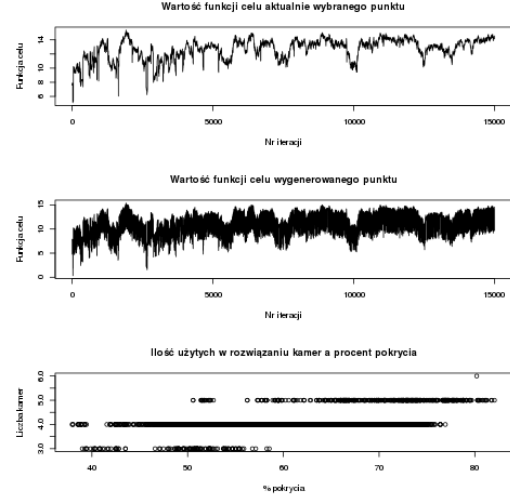 Wartość funkcji celu aktualnie wybranego punktu
Funkcja celu
14
12
10
8
6
0
5000
10000
15000
Nr iteracji
Wartość funkcji celu wygenerowanego punktu
Funkcja celu
15
10
5
0
0
5000
10000
15000
Nr iteracji
Ilość użytych w rozwiązaniu kamer a procent pokrycia
Liczba kamer
6.0
5.0
4.0
3.0
40
50
60
70
80
% pokrycia